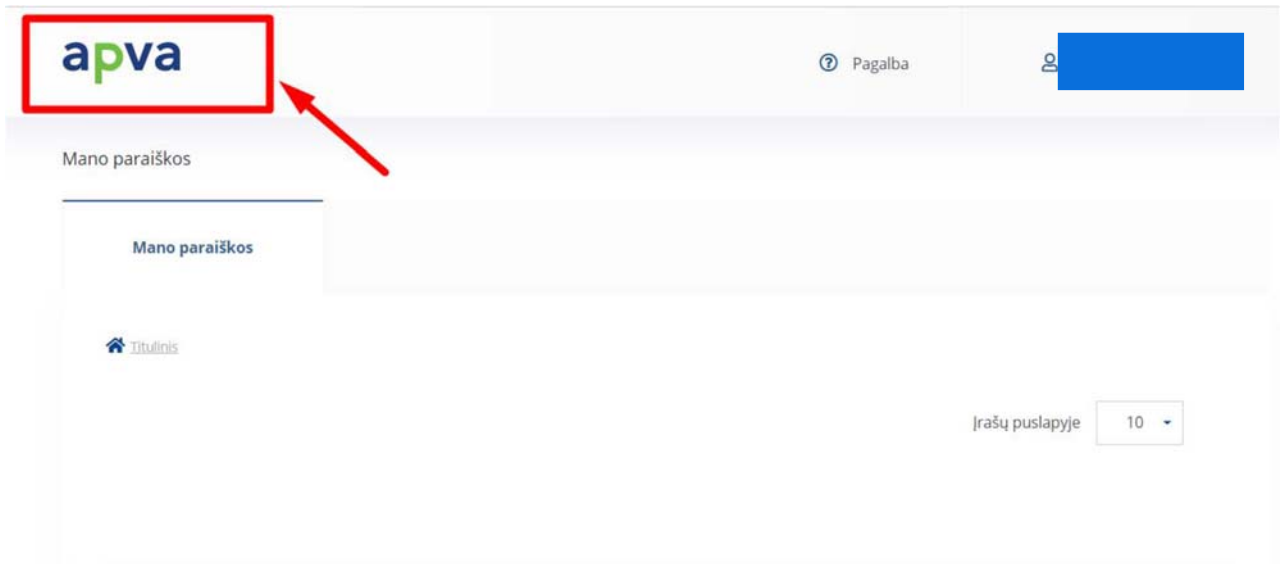 apva
Pagalba
Mano paraiškos
Mano paraiškos
Titulinis
Įrašų puslapyje 10